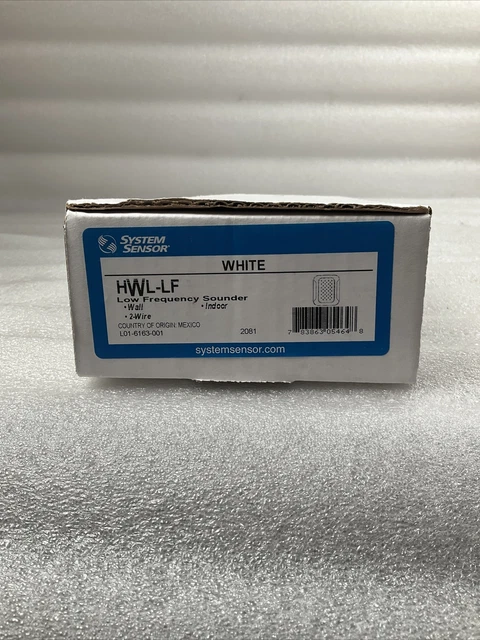 SYSTEM
SENSOR®
WHITE
HWL-LF
Low Frequency Sounder
• Wall • Indoor
• 2-Wire
COUNTRY OF ORIGIN: MEXICO
L01-6163-001 2081
7 83863 05464 8
systemsensor.com